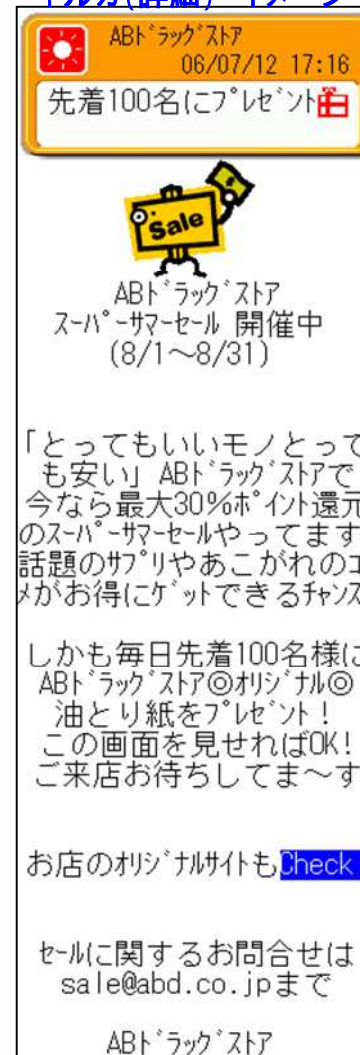 ABﾄﾞﾗｯｸﾞｽﾄｱ
06/07/12 17:16
先着100名にﾌﾟﾚｾﾞﾝﾄ
Sale
ABﾄﾞﾗｯｸﾞｽﾄｱ
ｽｰﾊﾟｰｻﾏｰｾｰﾙ 開催中
(8/1～8/31)
「とってもいいモノとって
も安い」ABﾄﾞﾗｯｸﾞｽﾄｱで
今なら最大30%ﾎﾟｲﾝﾄ還元
のｽｰﾊﾟｰｻﾏｰｾｰﾙやってます
話題のｻﾌﾟﾘやあこがれのｺ
ﾒがお得にｹﾞｯﾄできるﾁｬﾝｽ
しかも毎日先着100名様に
ABﾄﾞﾗｯｸﾞｽﾄｱ◎ｵﾘｼﾞﾅﾙ◎
油とり紙をﾌﾟﾚｾﾞﾝﾄ!
この画面を見せればOK!
ご来店お待ちしてま～す
お店のｵﾘｼﾞﾅﾙｻｲﾄもCheck
ｾｰﾙに関するお問合せは
sale@abd.co.jpまで
ABﾄﾞﾗｯｸﾞｽﾄｱ